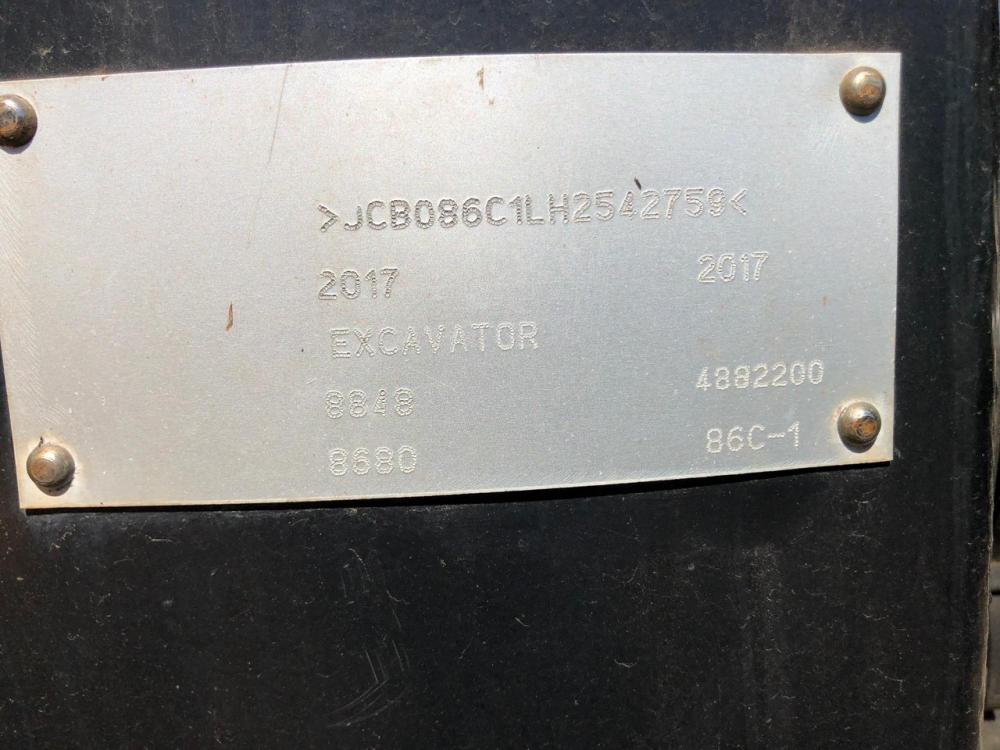 >JCB086C1LH2542759<
2017 2017
EXCAVATOR
8848 4882200
8680 86C-1